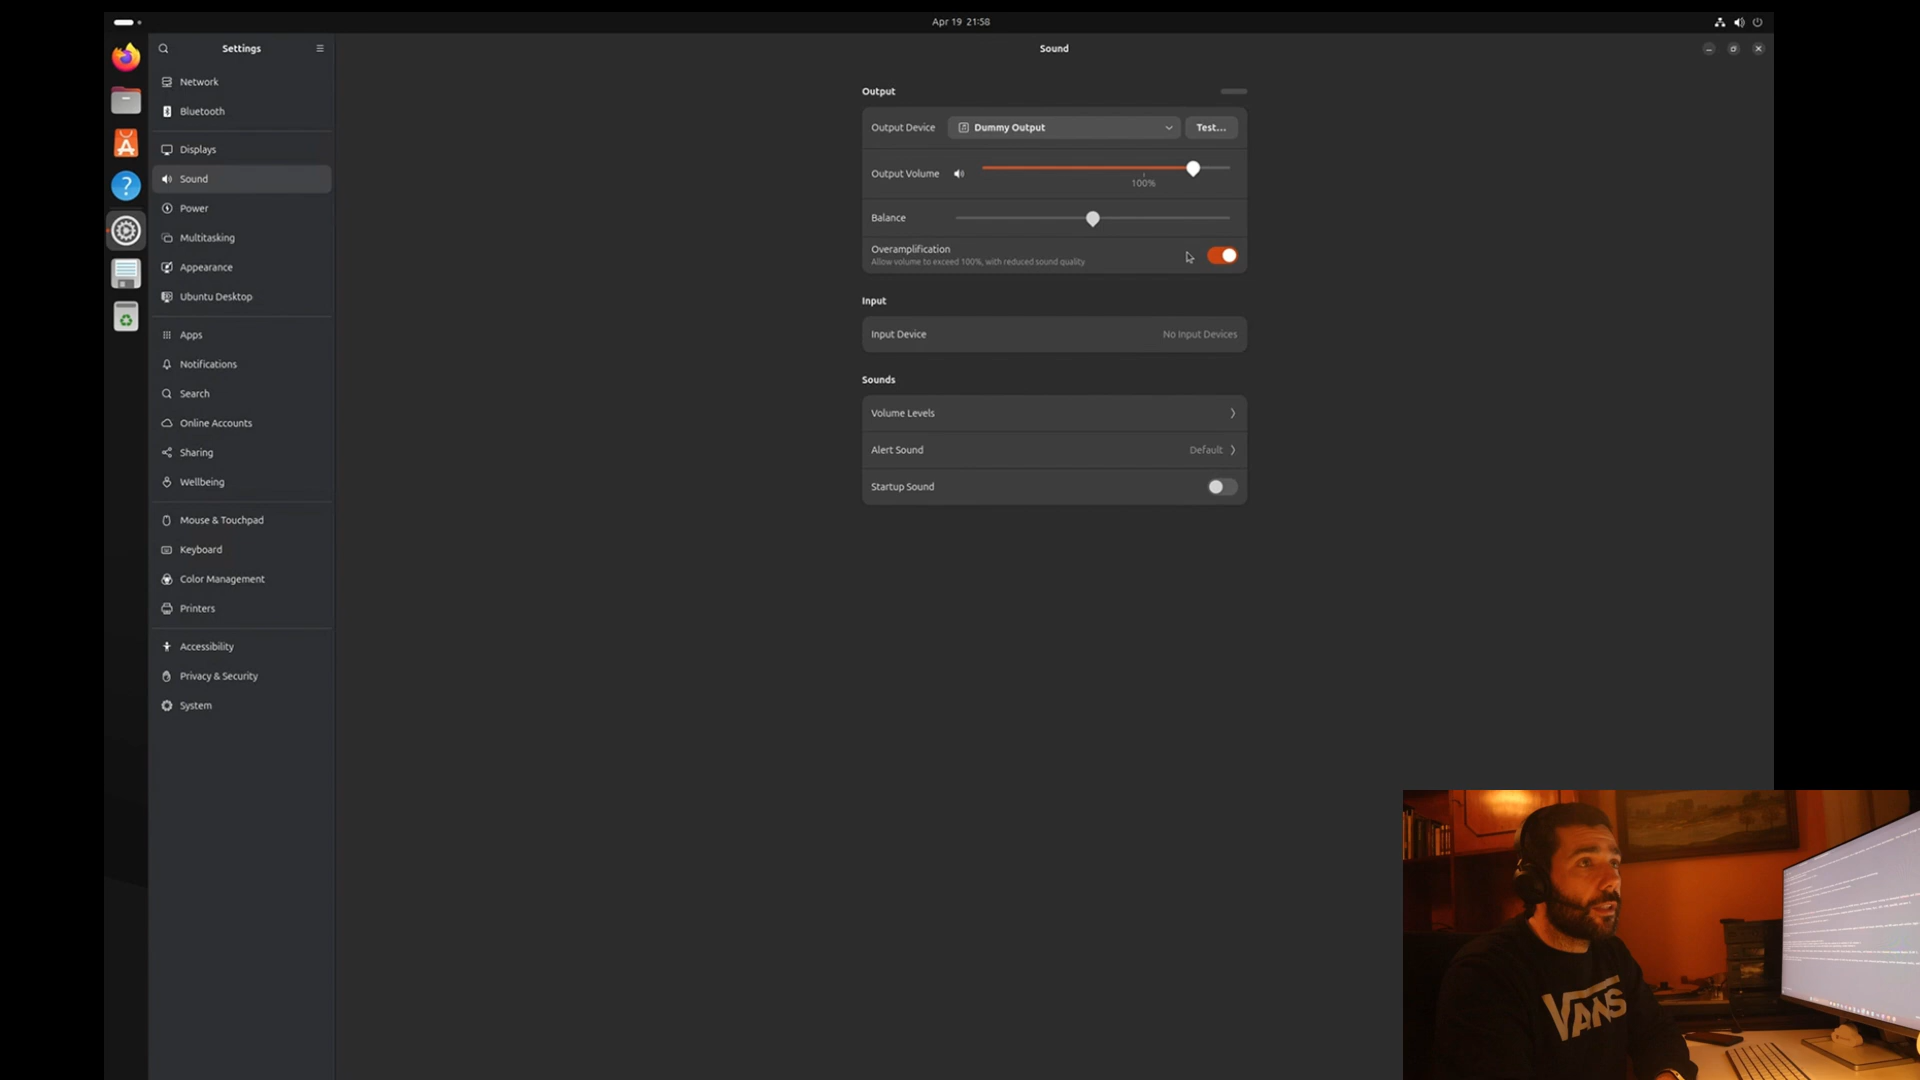 Apr 19 21:58
Settings
Sound
Network
Bluetooth
Displays
Sound
Power
Multitasking
Appearance
Ubuntu Desktop
Apps
Notifications
Search
Online Accounts
Sharing
Wellbeing
Mouse & Touchpad
Keyboard
Color Management
Printers
Accessibility
Privacy & Security
System
Output
Output Device Dummy Output Test...
Output Volume
100%
Balance
Overamplification
Allow volume to exceed 100%, with reduced sound quality
Input
Input Device No Input Devices
Sounds
Volume Levels
Alert Sound Default
Startup Sound
VANS